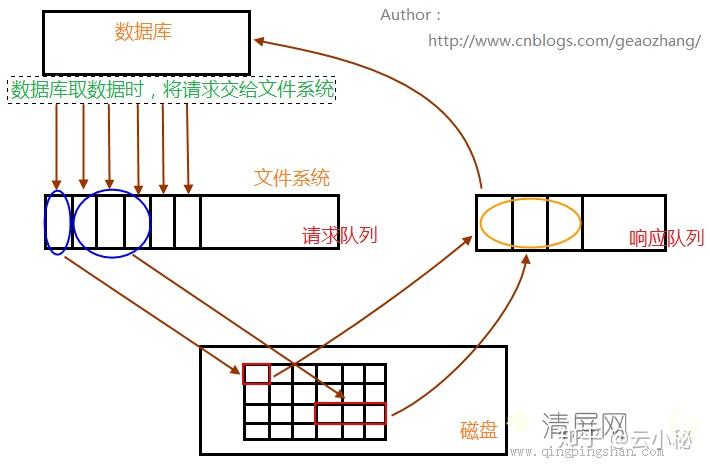 数据库
Author：
http://www.cnblogs.com/geaozhang/
数据库取数据时，将请求交给文件系统
文件系统
请求队列
响应队列
磁盘
清屏网
知乎 @云小秘
www.qingpingshan.com